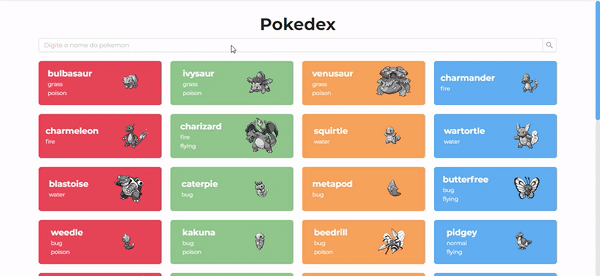 Pokedex
Digite o nome do pokemon
bulbasaur
grass
poison
ivysaur
grass
poison
venusaur
grass
poison
charmander
fire
charmeleon
fire
charizard
fire
flying
squirtle
water
wartortle
water
blastoise
water
caterpie
bug
metapod
bug
butterfree
bug
flying
weedle
bug
poison
kakuna
bug
poison
beedrill
bug
poison
pidgey
normal
flying